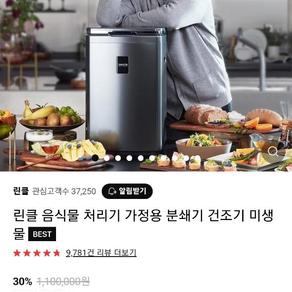 린클 관심고객수 37,250 알림받기
린클 음식물 처리기 가정용 분쇄기 건조기 미생
물 BEST
9,781건 리뷰 더보기
30% 1,100,000원